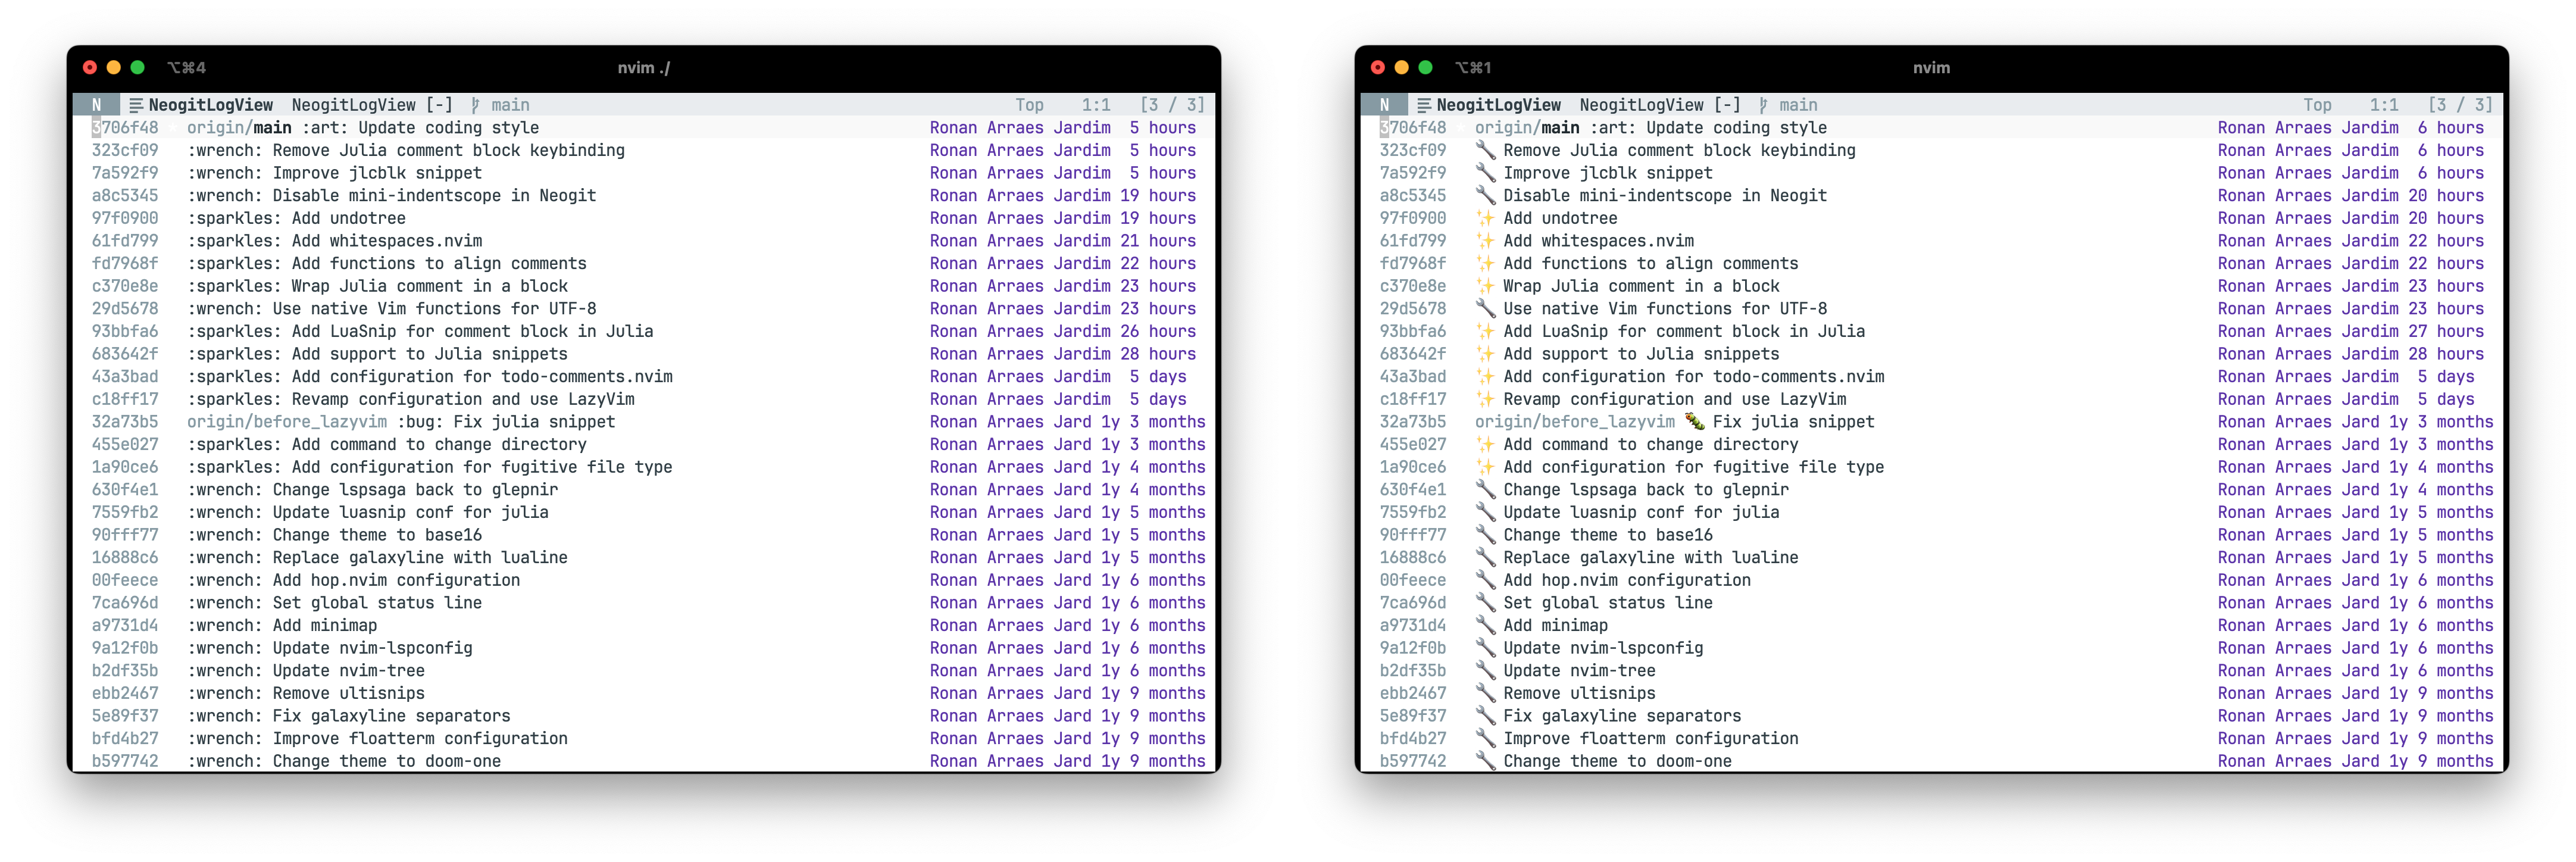 ⌥⌘4 nvim ./
N NeogitLogView NeogitLogView [-] main Top 1:1 [3 / 3]
3706f48 origin/main :art: Update coding style Ronan Arraes Jardim 5 hours
323cf09 :wrench: Remove Julia comment block keybinding Ronan Arraes Jardim 5 hours
7a592f9 :wrench: Improve jlcblk snippet Ronan Arraes Jardim 5 hours
a8c5345 :wrench: Disable mini-indentscope in Neogit Ronan Arraes Jardim 19 hours
97f0900 :sparkles: Add undotree Ronan Arraes Jardim 19 hours
61fd799 :sparkles: Add whitespaces.nvim Ronan Arraes Jardim 21 hours
fd7968f :sparkles: Add functions to align comments Ronan Arraes Jardim 22 hours
c370e8e :sparkles: Wrap Julia comment in a block Ronan Arraes Jardim 23 hours
29d5678 :wrench: Use native Vim functions for UTF-8 Ronan Arraes Jardim 23 hours
93bbfa6 :sparkles: Add LuaSnip for comment block in Julia Ronan Arraes Jardim 26 hours
683642f :sparkles: Add support to Julia snippets Ronan Arraes Jardim 28 hours
43a3bad :sparkles: Add configuration for todo-comments.nvim Ronan Arraes Jardim 5 days
c18ff17 :sparkles: Revamp configuration and use LazyVim Ronan Arraes Jardim 5 days
32a73b5 origin/before_lazyvim :bug: Fix julia snippet Ronan Arraes Jard 1y 3 months
455e027 :sparkles: Add command to change directory Ronan Arraes Jard 1y 3 months
1a90ce6 :sparkles: Add configuration for fugitive file type Ronan Arraes Jard 1y 4 months
630f4e1 :wrench: Change lspsaga back to glepnir Ronan Arraes Jard 1y 4 months
7559fb2 :wrench: Update luasnip conf for julia Ronan Arraes Jard 1y 5 months
90fff77 :wrench: Change theme to base16 Ronan Arraes Jard 1y 5 months
16888c6 :wrench: Replace galaxyline with lualine Ronan Arraes Jard 1y 5 months
00feece :wrench: Add hop.nvim configuration Ronan Arraes Jard 1y 6 months
7ca696d :wrench: Set global status line Ronan Arraes Jard 1y 6 months
a9731d4 :wrench: Add minimap Ronan Arraes Jard 1y 6 months
9a12f0b :wrench: Update nvim-lspconfig Ronan Arraes Jard 1y 6 months
b2df35b :wrench: Update nvim-tree Ronan Arraes Jard 1y 6 months
ebb2467 :wrench: Remove ultisnips Ronan Arraes Jard 1y 9 months
5e89f37 :wrench: Fix galaxyline separators Ronan Arraes Jard 1y 9 months
bfd4b27 :wrench: Improve floatterm configuration Ronan Arraes Jard 1y 9 months
b597742 :wrench: Change theme to doom-one Ronan Arraes Jard 1y 9 months
⌥⌘1 nvim
N NeogitLogView NeogitLogView [-] main Top 1:1 [3 / 3]
3706f48 origin/main :art: Update coding style Ronan Arraes Jardim 6 hours
323cf09 🔧 Remove Julia comment block keybinding Ronan Arraes Jardim 6 hours
7a592f9 🔧 Improve jlcblk snippet Ronan Arraes Jardim 6 hours
a8c5345 🔧 Disable mini-indentscope in Neogit Ronan Arraes Jardim 20 hours
97f0900 ✨ Add undotree Ronan Arraes Jardim 20 hours
61fd799 ✨ Add whitespaces.nvim Ronan Arraes Jardim 22 hours
fd7968f ✨ Add functions to align comments Ronan Arraes Jardim 22 hours
c370e8e ✨ Wrap Julia comment in a block Ronan Arraes Jardim 23 hours
29d5678 🔧 Use native Vim functions for UTF-8 Ronan Arraes Jardim 23 hours
93bbfa6 ✨ Add LuaSnip for comment block in Julia Ronan Arraes Jardim 27 hours
683642f ✨ Add support to Julia snippets Ronan Arraes Jardim 28 hours
43a3bad ✨ Add configuration for todo-comments.nvim Ronan Arraes Jardim 5 days
c18ff17 ✨ Revamp configuration and use LazyVim Ronan Arraes Jardim 5 days
32a73b5 origin/before_lazyvim 🐛 Fix julia snippet Ronan Arraes Jard 1y 3 months
455e027 ✨ Add command to change directory Ronan Arraes Jard 1y 3 months
1a90ce6 ✨ Add configuration for fugitive file type Ronan Arraes Jard 1y 4 months
630f4e1 🔧 Change lspsaga back to glepnir Ronan Arraes Jard 1y 4 months
7559fb2 🔧 Update luasnip conf for julia Ronan Arraes Jard 1y 5 months
90fff77 🔧 Change theme to base16 Ronan Arraes Jard 1y 5 months
16888c6 🔧 Replace galaxyline with lualine Ronan Arraes Jard 1y 5 months
00feece 🔧 Add hop.nvim configuration Ronan Arraes Jard 1y 6 months
7ca696d 🔧 Set global status line Ronan Arraes Jard 1y 6 months
a9731d4 🔧 Add minimap Ronan Arraes Jard 1y 6 months
9a12f0b 🔧 Update nvim-lspconfig Ronan Arraes Jard 1y 6 months
b2df35b 🔧 Update nvim-tree Ronan Arraes Jard 1y 6 months
ebb2467 🔧 Remove ultisnips Ronan Arraes Jard 1y 9 months
5e89f37 🔧 Fix galaxyline separators Ronan Arraes Jard 1y 9 months
bfd4b27 🔧 Improve floatterm configuration Ronan Arraes Jard 1y 9 months
b597742 🔧 Change theme to doom-one Ronan Arraes Jard 1y 9 months